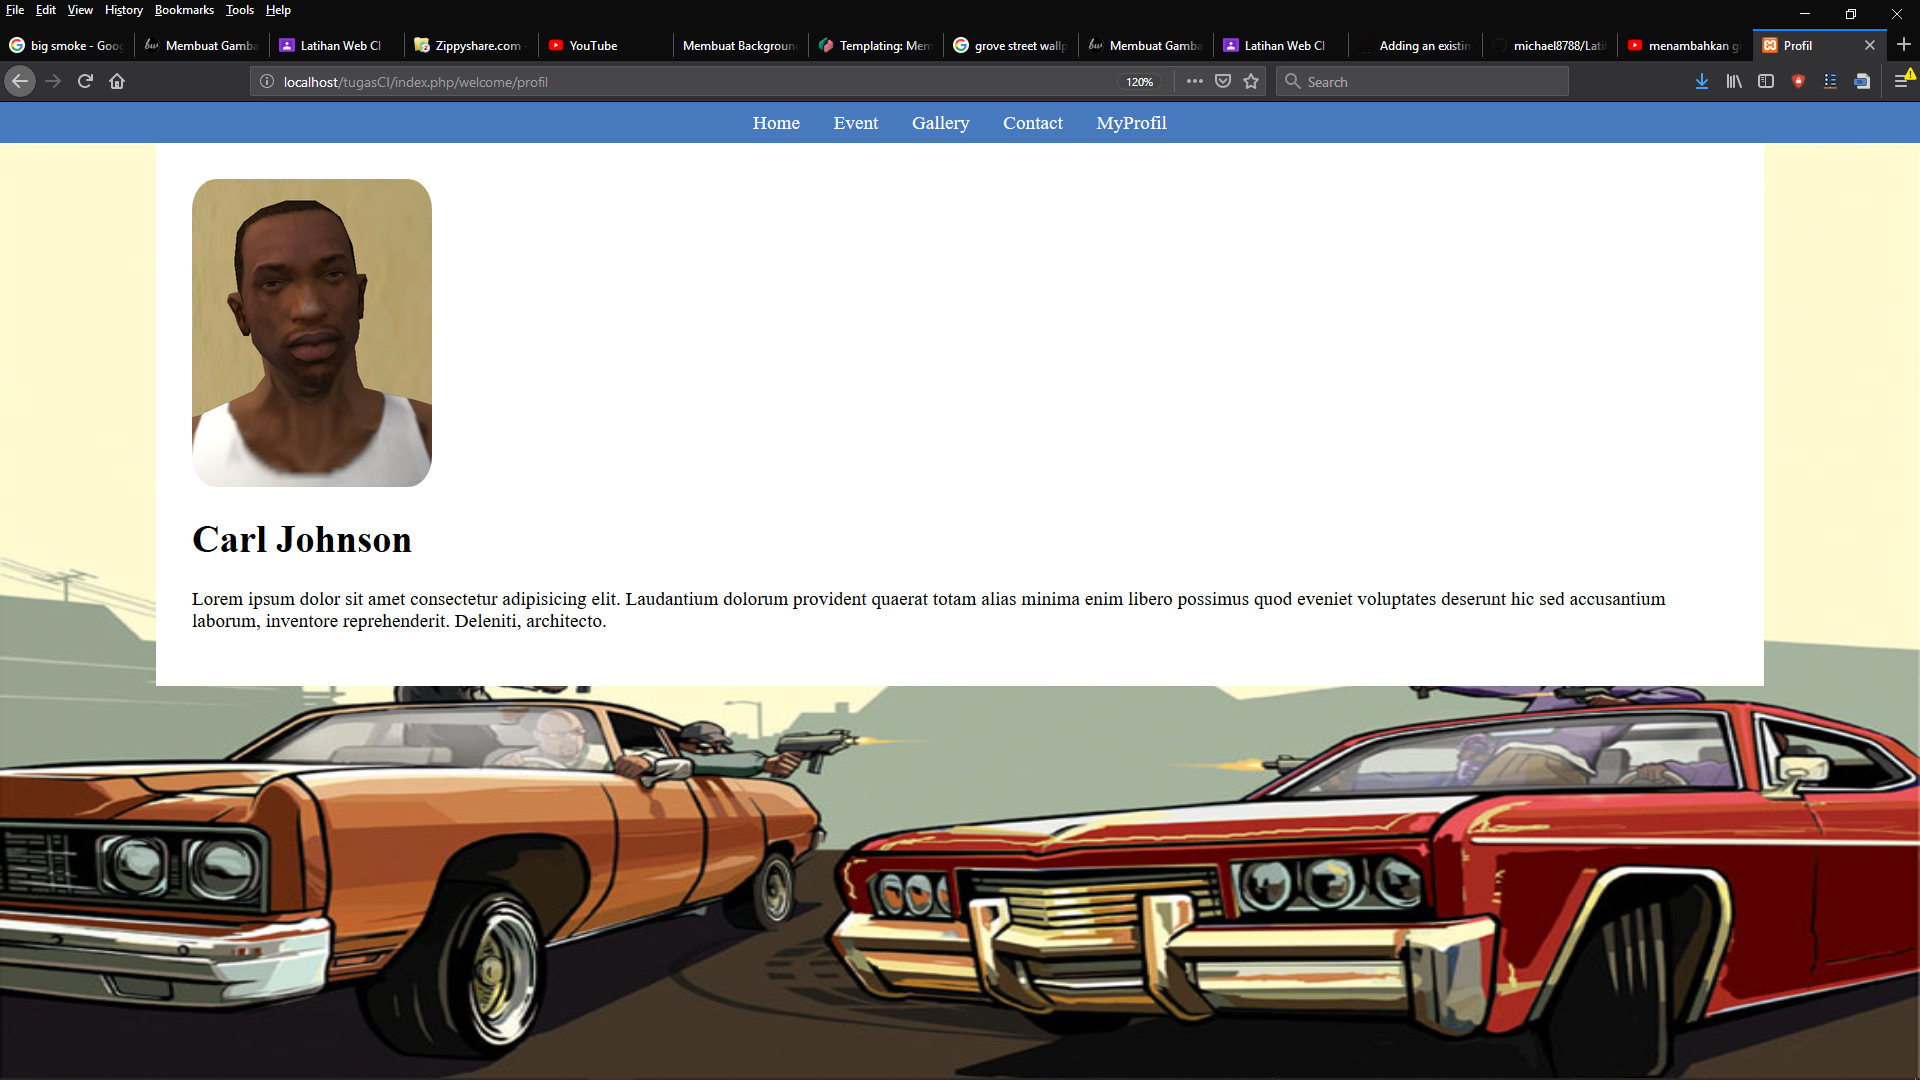 File Edit View History Bookmarks Tools Help
big smoke - Goo
Membuat Gamba
Latihan Web CI
Zippyshare.com -
YouTube
Membuat Background
Templating: Mem
grove street wallp
Membuat Gamba
Latihan Web CI
Adding an existin
michael8788/Lati
menambahkan g
Profil
localhost/tugasCI/index.php/welcome/profil
120%
Search
Home Event Gallery Contact MyProfil
Carl Johnson
Lorem ipsum dolor sit amet consectetur adipisicing elit. Laudantium dolorum provident quaerat totam alias minima enim libero possimus quod eveniet voluptates deserunt hic sed accusantium
laborum, inventore reprehenderit. Deleniti, architecto.